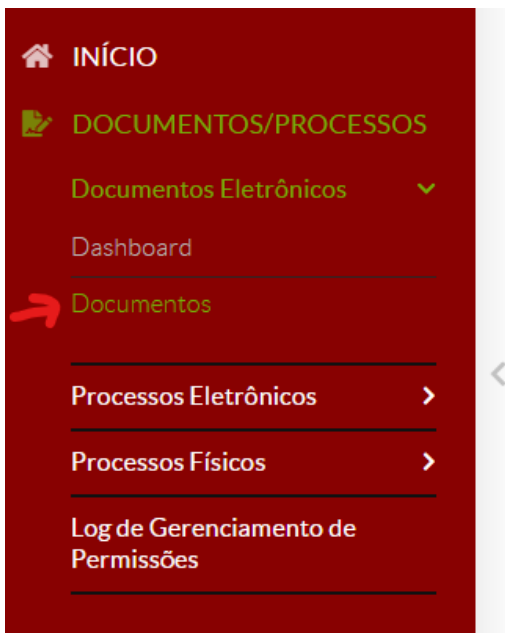 INÍCIO
DOCUMENTOS/PROCESSOS
Documentos Eletrônicos
Dashboard
Documentos
Processos Eletrônicos
Processos Físicos
Log de Gerenciamento de
Permissões